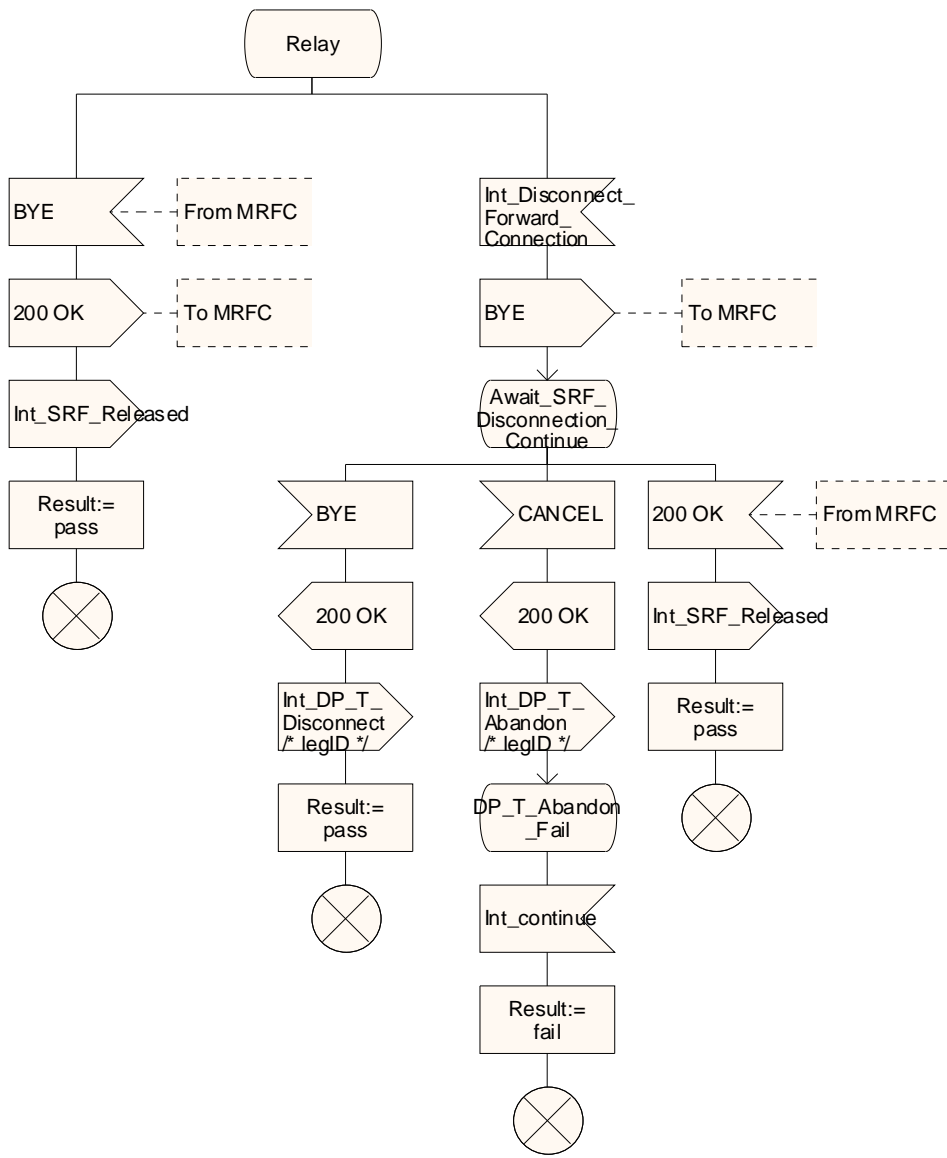 Relay
BYE
From MRFC
Int_Disconnect_
Forward_
Connection
200 OK
To MRFC
BYE
To MRFC
Int_SRF_Released
Await_SRF_
Disconnection_
Continue
Result:=
pass
BYE
CANCEL
200 OK
From MRFC
200 OK
200 OK
Int_SRF_Released
Int_DP_T_
Disconnect
/* legID */
Int_DP_T_
Abandon
/* legID */
Result:=
pass
Result:=
pass
DP_T_Abandon
_Fail
Int_continue
Result:=
fail